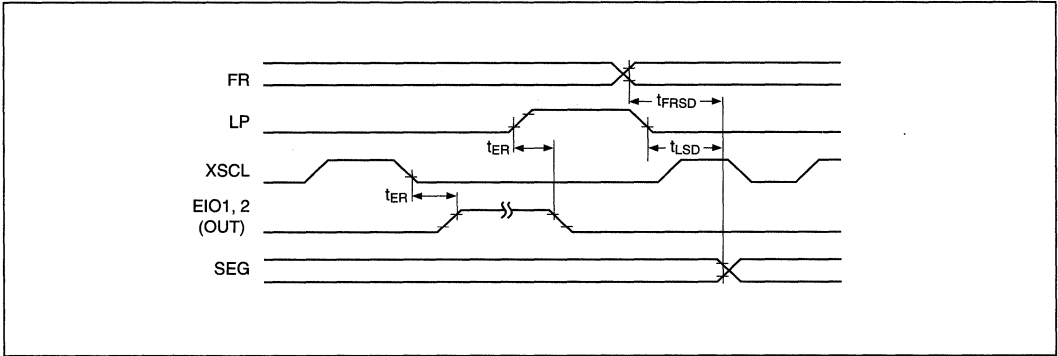 FR
tFRSD
LP
tER
tLSD
XSCL
tER
EIO1, 2
(OUT)
SEG